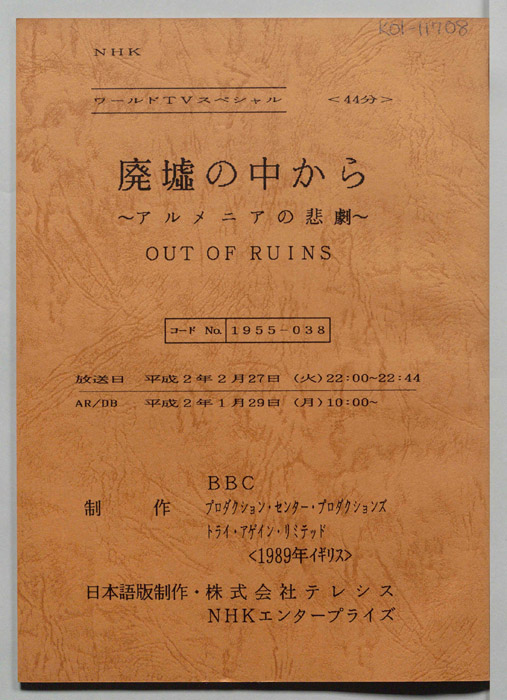 K01-11708
NHK
ワールドTVスペシャル <44分>
廃墟の中から
~アルメニアの悲劇~
OUT OF RUINS
コード No. 1955-038
放送日 平成2年2月27日 (火)22:00~22:44
AR/DB 平成2年1月29日 (月)10:00~
BBC
制作 プロダクション・センター・プロダクションズ
トライ・アゲイン・リミテッド
<1989年イギリス>
日本語版制作・株式会社テレシス
NHKエンタープライズ